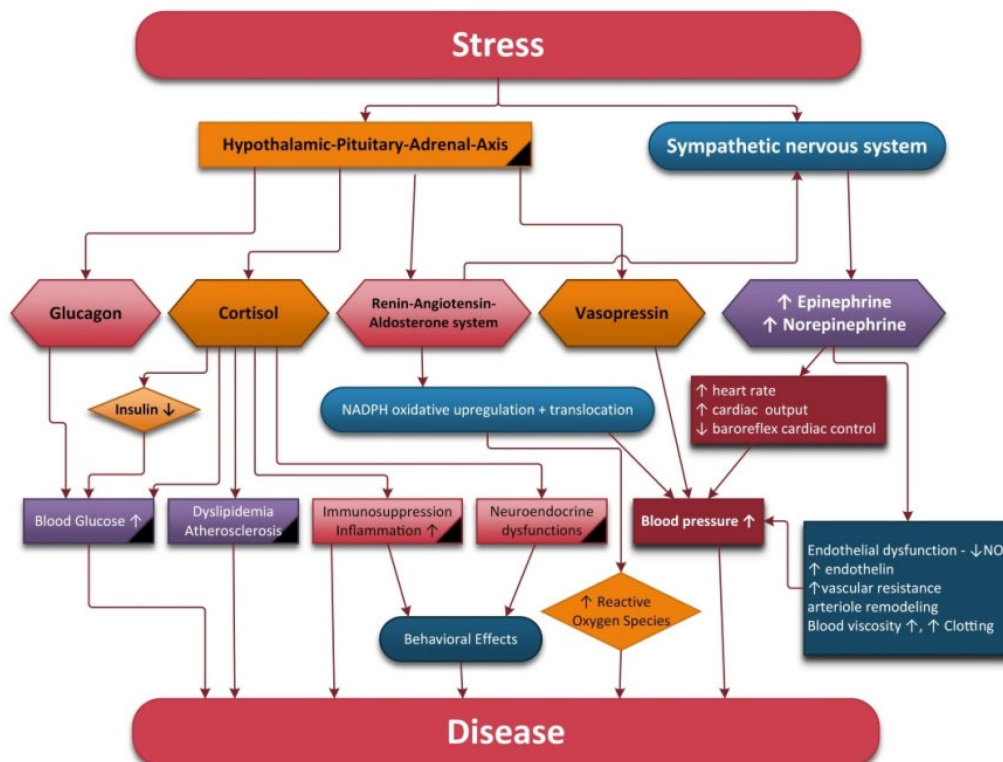 Stress
Hypothalamic-Pituitary-Adrenal-Axis
Sympathetic nervous system
Glucagon
Cortisol
Renin-Angiotensin-
Aldosterone system
Vasopressin
↑ Epinephrine
↑ Norepinephrine
Insulin ↓
NADPH oxidative upregulation + translocation
↑ heart rate
↑ cardiac output
↓ baroreflex cardiac control
Blood Glucose ↑
Dyslipidemia
Atherosclerosis
Immunosuppression
Inflammation ↑
Neuroendocrine
dysfunctions
Blood pressure ↑
Endothelial dysfunction - ↓NO
↑ endothelin
↑vascular resistance
arteriole remodeling
Blood viscosity ↑, ↑ Clotting
↑ Reactive
Oxygen Species
Behavioral Effects
Disease